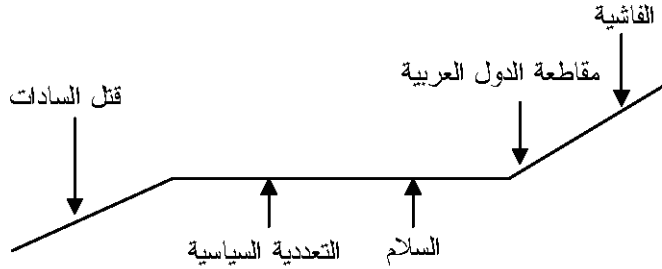 الفاشية
مقاطعة الدول العربية
قتل السادات
السلام
التعددية السياسية